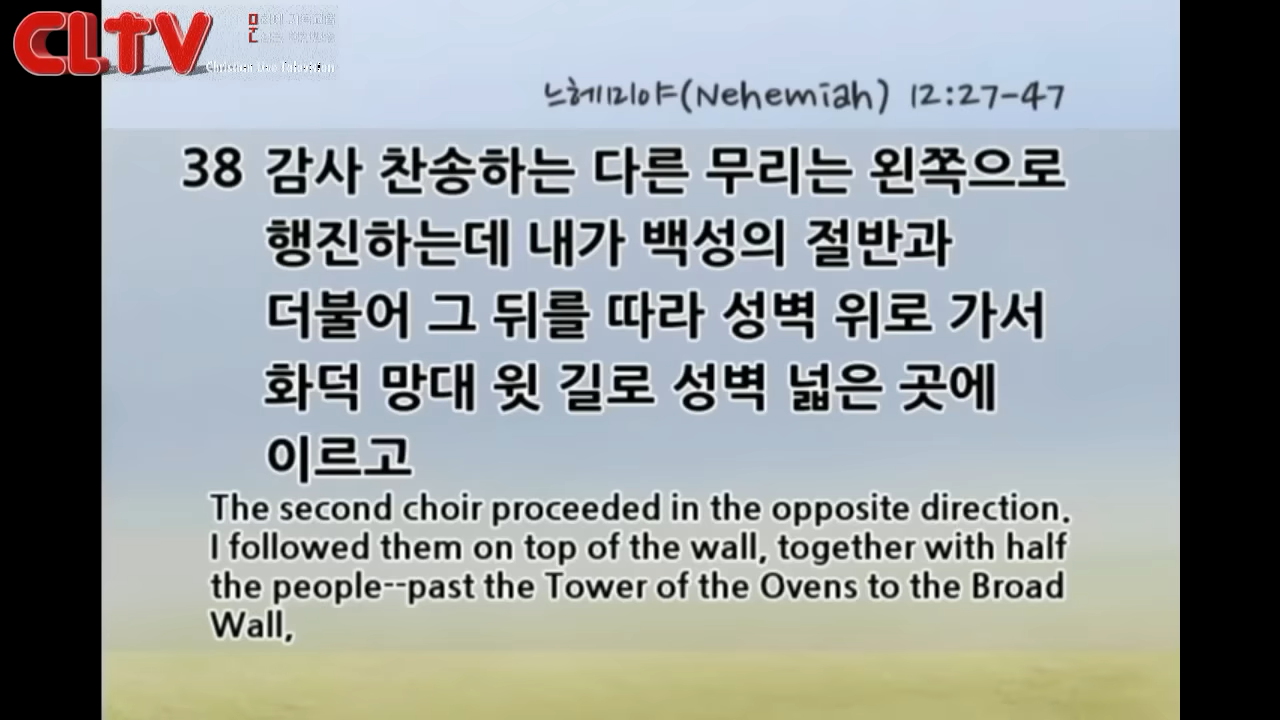 CLTV
Christian Live Television
느헤미야(Nehemiah) 12:27-47
38 감사 찬송하는 다른 무리는 왼쪽으로
행진하는데 내가 백성의 절반과
더불어 그 뒤를 따라 성벽 위로 가서
화덕 망대 윗 길로 성벽 넓은 곳에
이르고
The second choir proceeded in the opposite direction.
I followed them on top of the wall, together with half
the people--past the Tower of the Ovens to the Broad
Wall,